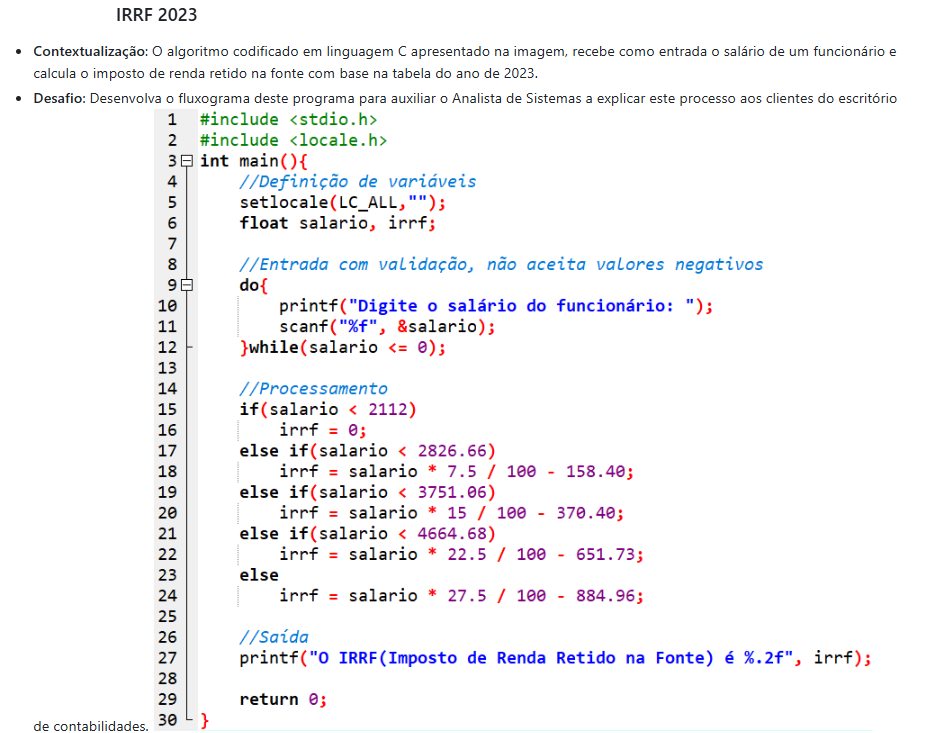 IRRF 2023
• Contextualização: O algoritmo codificado em linguagem C apresentado na imagem, recebe como entrada o salário de um funcionário e
calcula o imposto de renda retido na fonte com base na tabela do ano de 2023.
• Desafio: Desenvolva o fluxograma deste programa para auxiliar o Analista de Sistemas a explicar este processo aos clientes do escritório
1 #include <stdio.h>
2 #include <locale.h>
3 int main(){
4 //Definição de variáveis
5 setlocale(LC_ALL,"");
6 float salario, irrf;
7
8 //Entrada com validação, não aceita valores negativos
9 do{
10 printf("Digite o salário do funcionário: ");
11 scanf("%f", &salario);
12 }while(salario <= 0);
13
14 //Processamento
15 if(salario < 2112)
16 irrf = 0;
17 else if(salario < 2826.66)
18 irrf = salario * 7.5 / 100 - 158.40;
19 else if(salario < 3751.06)
20 irrf = salario * 15 / 100 - 370.40;
21 else if(salario < 4664.68)
22 irrf = salario * 22.5 / 100 - 651.73;
23 else
24 irrf = salario * 27.5 / 100 - 884.96;
25
26 //Saída
27 printf("O IRRF(Imposto de Renda Retido na Fonte) é %.2f", irrf);
28
29 return 0;
de contabilidades. 30 }